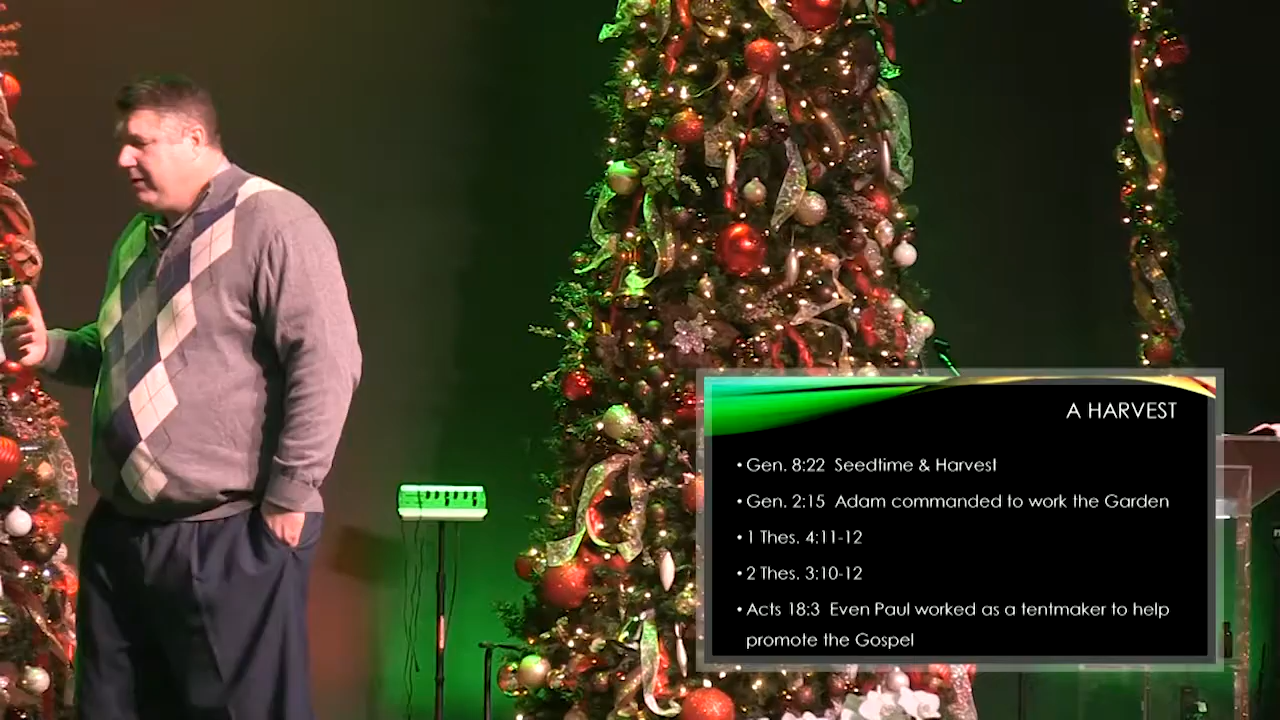 A HARVEST
• Gen. 8:22 Seedtime & Harvest
• Gen. 2:15 Adam commanded to work the Garden
• 1 Thes. 4:11-12
• 2 Thes. 3:10-12
• Acts 18:3 Even Paul worked as a tentmaker to help
promote the Gospel